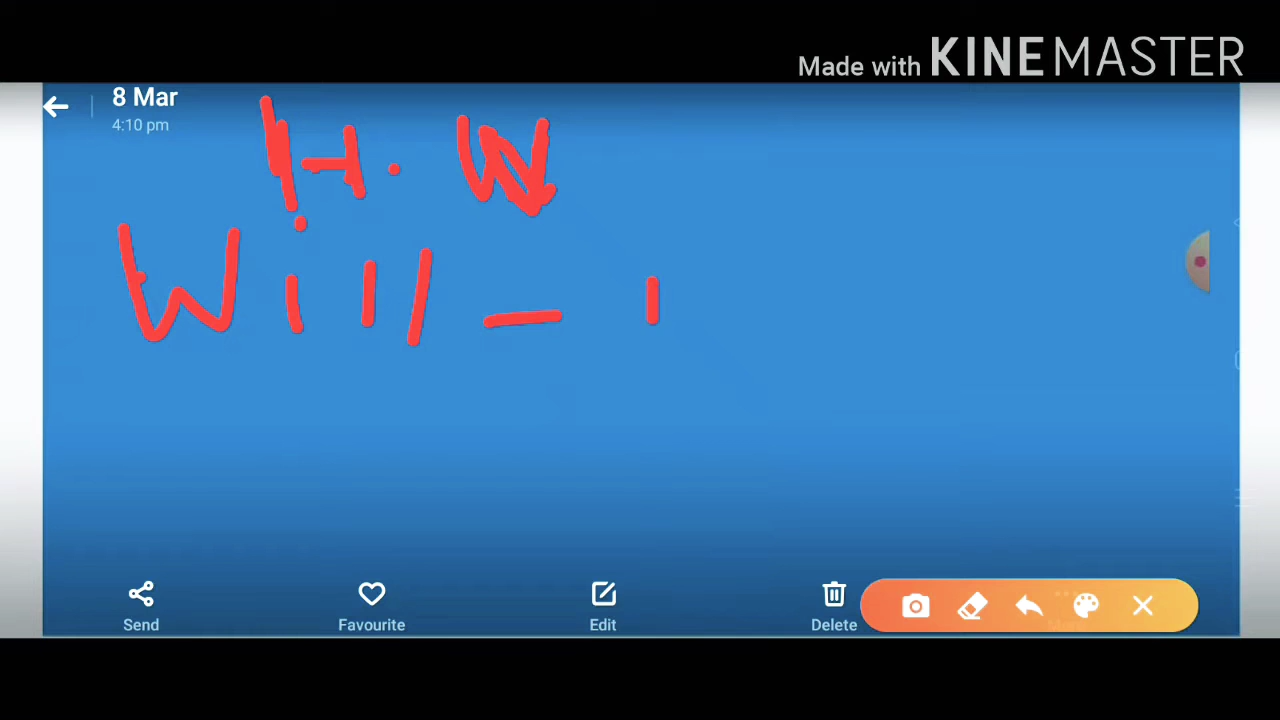 Made with KINEMASTER
8 Mar
4:10 pm
H. W
Will – I
Send Favourite Edit Delete